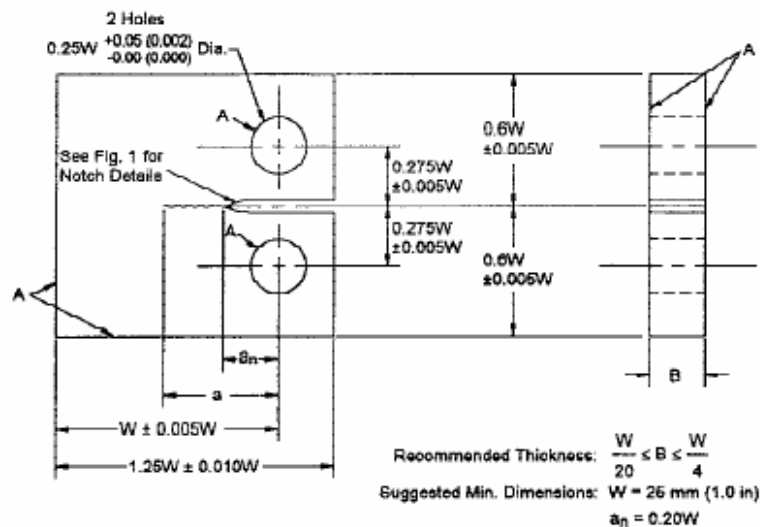 2 Holes
0.25W +0.05 (0.002) -0.00 (0.000) Dia.
A
A
See Fig. 1 for
Notch Details
0.6W
±0.005W
0.275W
±0.005W
0.275W
±0.005W
A
0.6W
±0.005W
A
an
a
B
W ± 0.005W
1.25W ± 0.010W
Recommended Thickness: W/20 ≤ B ≤ W/4
Suggested Min. Dimensions: W = 25 mm (1.0 in)
an = 0.20W